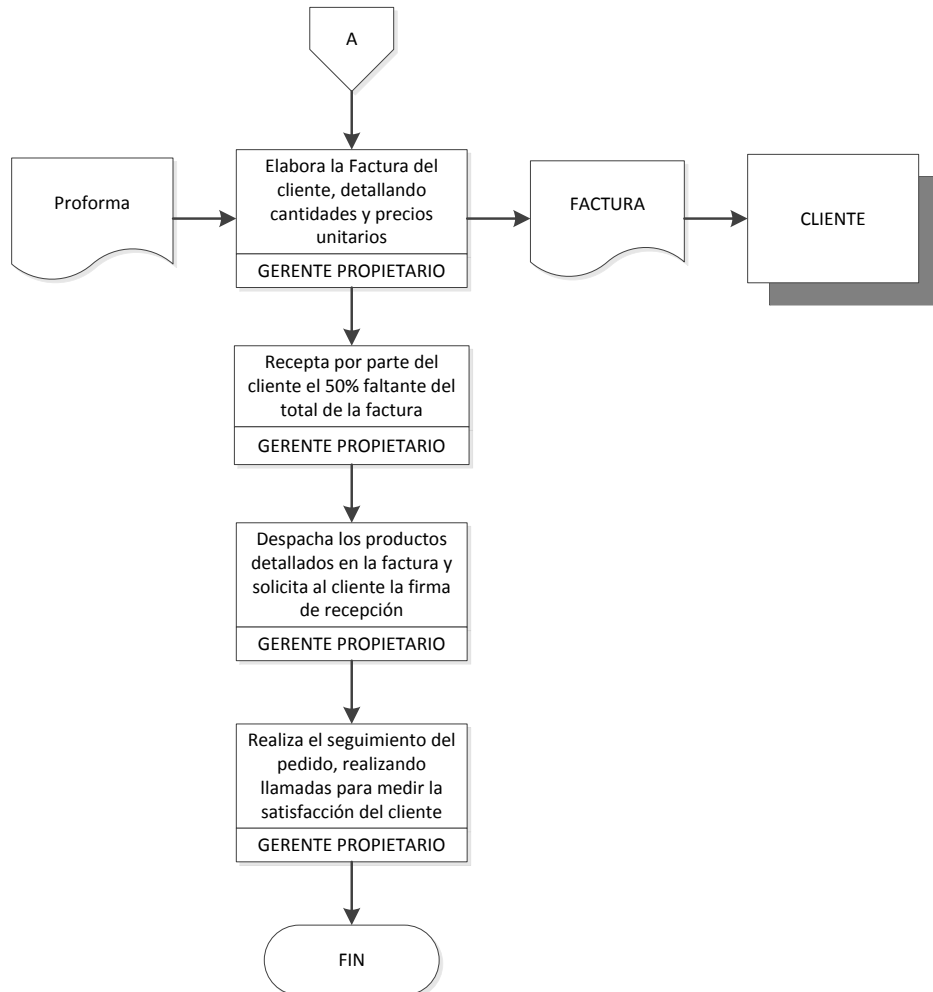 A
Proforma
Elabora la Factura del
cliente, detallando
cantidades y precios
unitarios
GERENTE PROPIETARIO
FACTURA
CLIENTE
Recepta por parte del
cliente el 50% faltante del
total de la factura
GERENTE PROPIETARIO
Despacha los productos
detallados en la factura y
solicita al cliente la firma
de recepción
GERENTE PROPIETARIO
Realiza el seguimiento del
pedido, realizando
llamadas para medir la
satisfacción del cliente
GERENTE PROPIETARIO
FIN